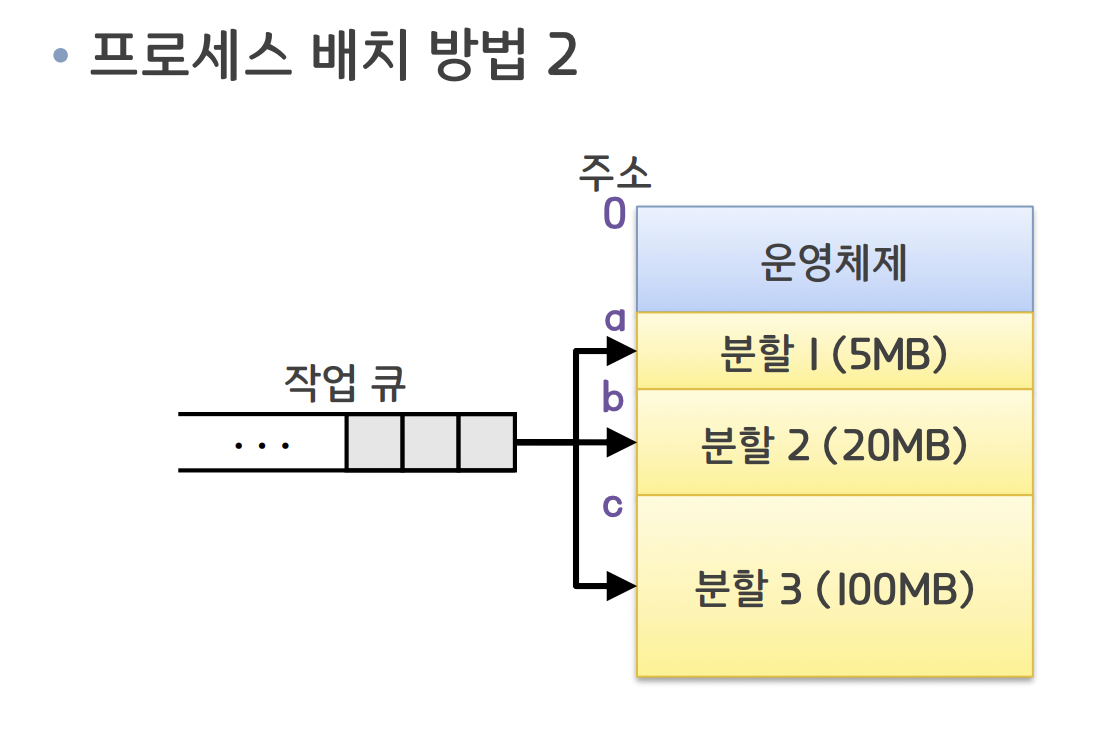 • 프로세스 배치 방법 2
주소
0
운영체제
a
분할 1 (5MB)
작업 큐
b
· · ·
분할 2 (20MB)
c
분할 3 (100MB)